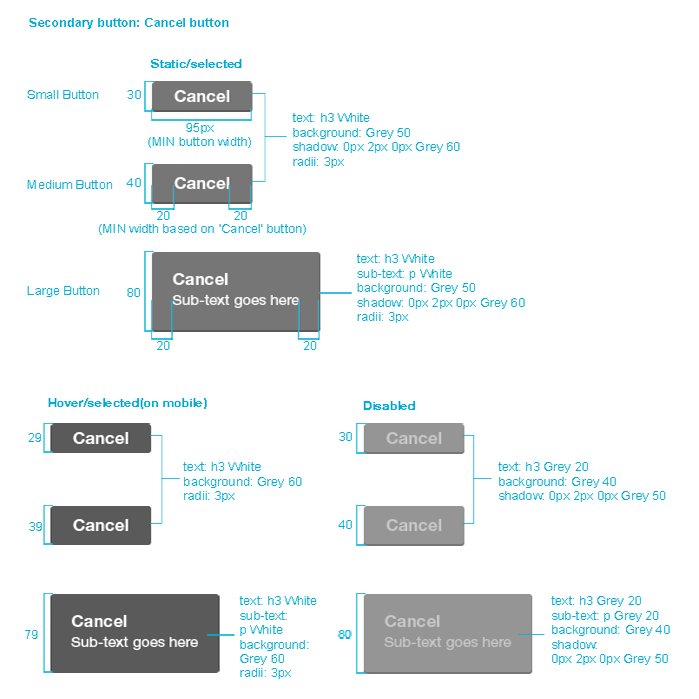 Secondary button: Cancel button
Static/selected
Small Button
30
Cancel
95px
(MIN button width)
text: h3 White
background: Grey 50
shadow: 0px 2px 0px Grey 60
radii: 3px
Medium Button
40
Cancel
20
20
(MIN width based on 'Cancel' button)
Large Button
80
Cancel
Sub-text goes here
20
20
text: h3 White
sub-text: p White
background: Grey 50
shadow: 0px 2px 0px Grey 60
radii: 3px
Hover/selected(on mobile)
29
Cancel
39
Cancel
text: h3 White
background: Grey 60
radii: 3px
79
Cancel
Sub-text goes here
text: h3 White
sub-text:
p White
background:
Grey 60
radii: 3px
Disabled
30
Cancel
40
Cancel
text: h3 Grey 20
background: Grey 40
shadow: 0px 2px 0px Grey 50
80
Cancel
Sub-text goes here
text: h3 Grey 20
sub-text: p Grey 20
background: Grey 40
shadow:
0px 2px 0px Grey 50